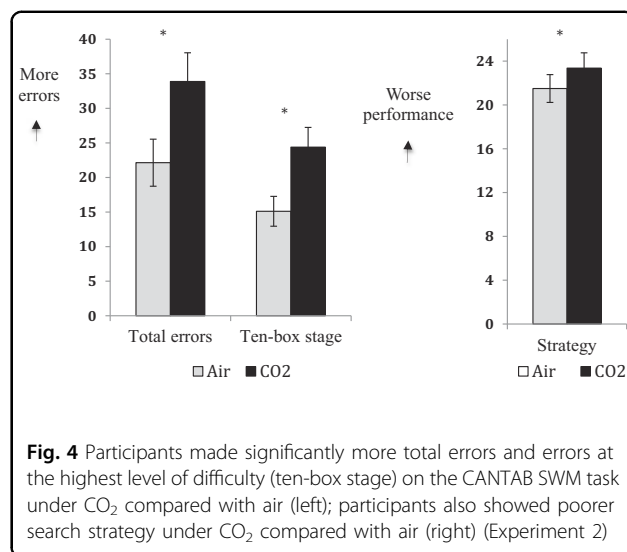 40
35
30
25
20
15
10
5
0
More
errors
*
*
Total errors Ten-box stage
Air CO2
Worse
performance
24
20
16
12
8
4
0
*
Strategy
Air CO2
Fig. 4 Participants made significantly more total errors and errors at
the highest level of difficulty (ten-box stage) on the CANTAB SWM task
under CO₂ compared with air (left); participants also showed poorer
search strategy under CO₂ compared with air (right) (Experiment 2)